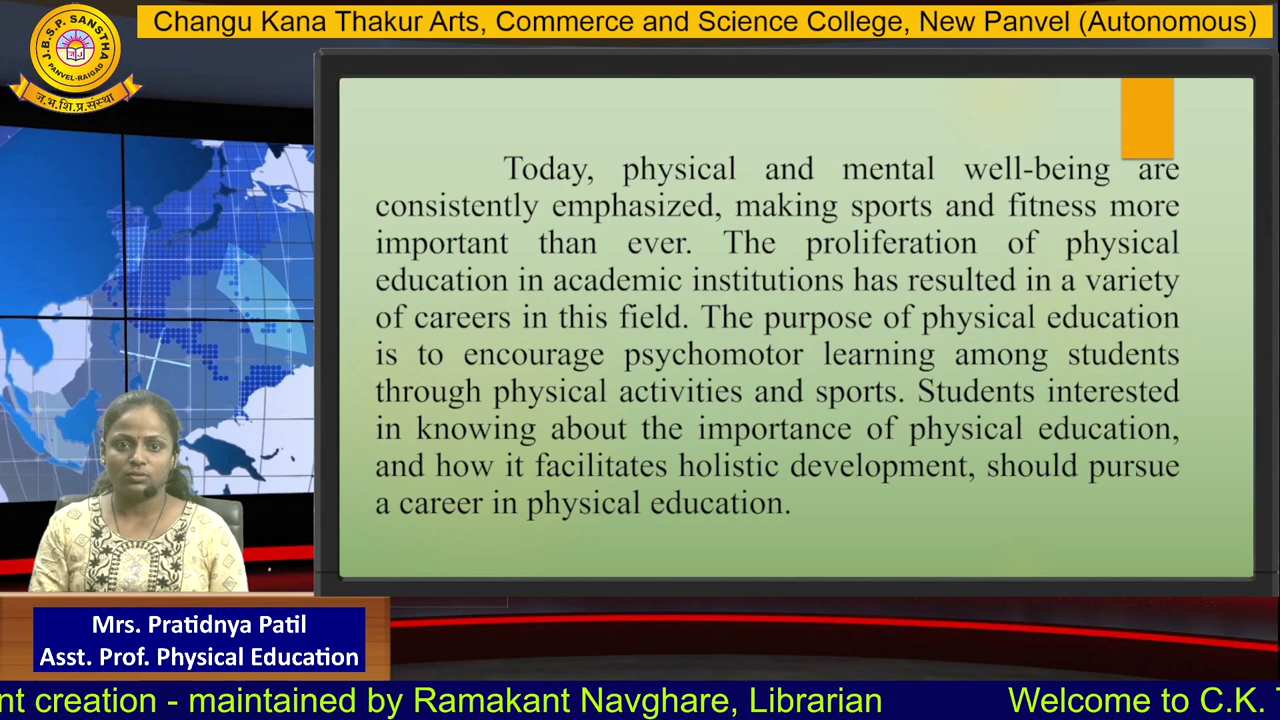 Changu Kana Thakur Arts, Commerce and Science College, New Panvel (Autonomous)
J.B.S.P. SANSTHA
PANVEL-RAIGAD
ज.भ.शि.प्र.संस्था
Today, physical and mental well-being are
consistently emphasized, making sports and fitness more
important than ever. The proliferation of physical
education in academic institutions has resulted in a variety
of careers in this field. The purpose of physical education
is to encourage psychomotor learning among students
through physical activities and sports. Students interested
in knowing about the importance of physical education,
and how it facilitates holistic development, should pursue
a career in physical education.
Mrs. Pratidnya Patil
Asst. Prof. Physical Education
nt creation - maintained by Ramakant Navghare, Librarian Welcome to C.K.